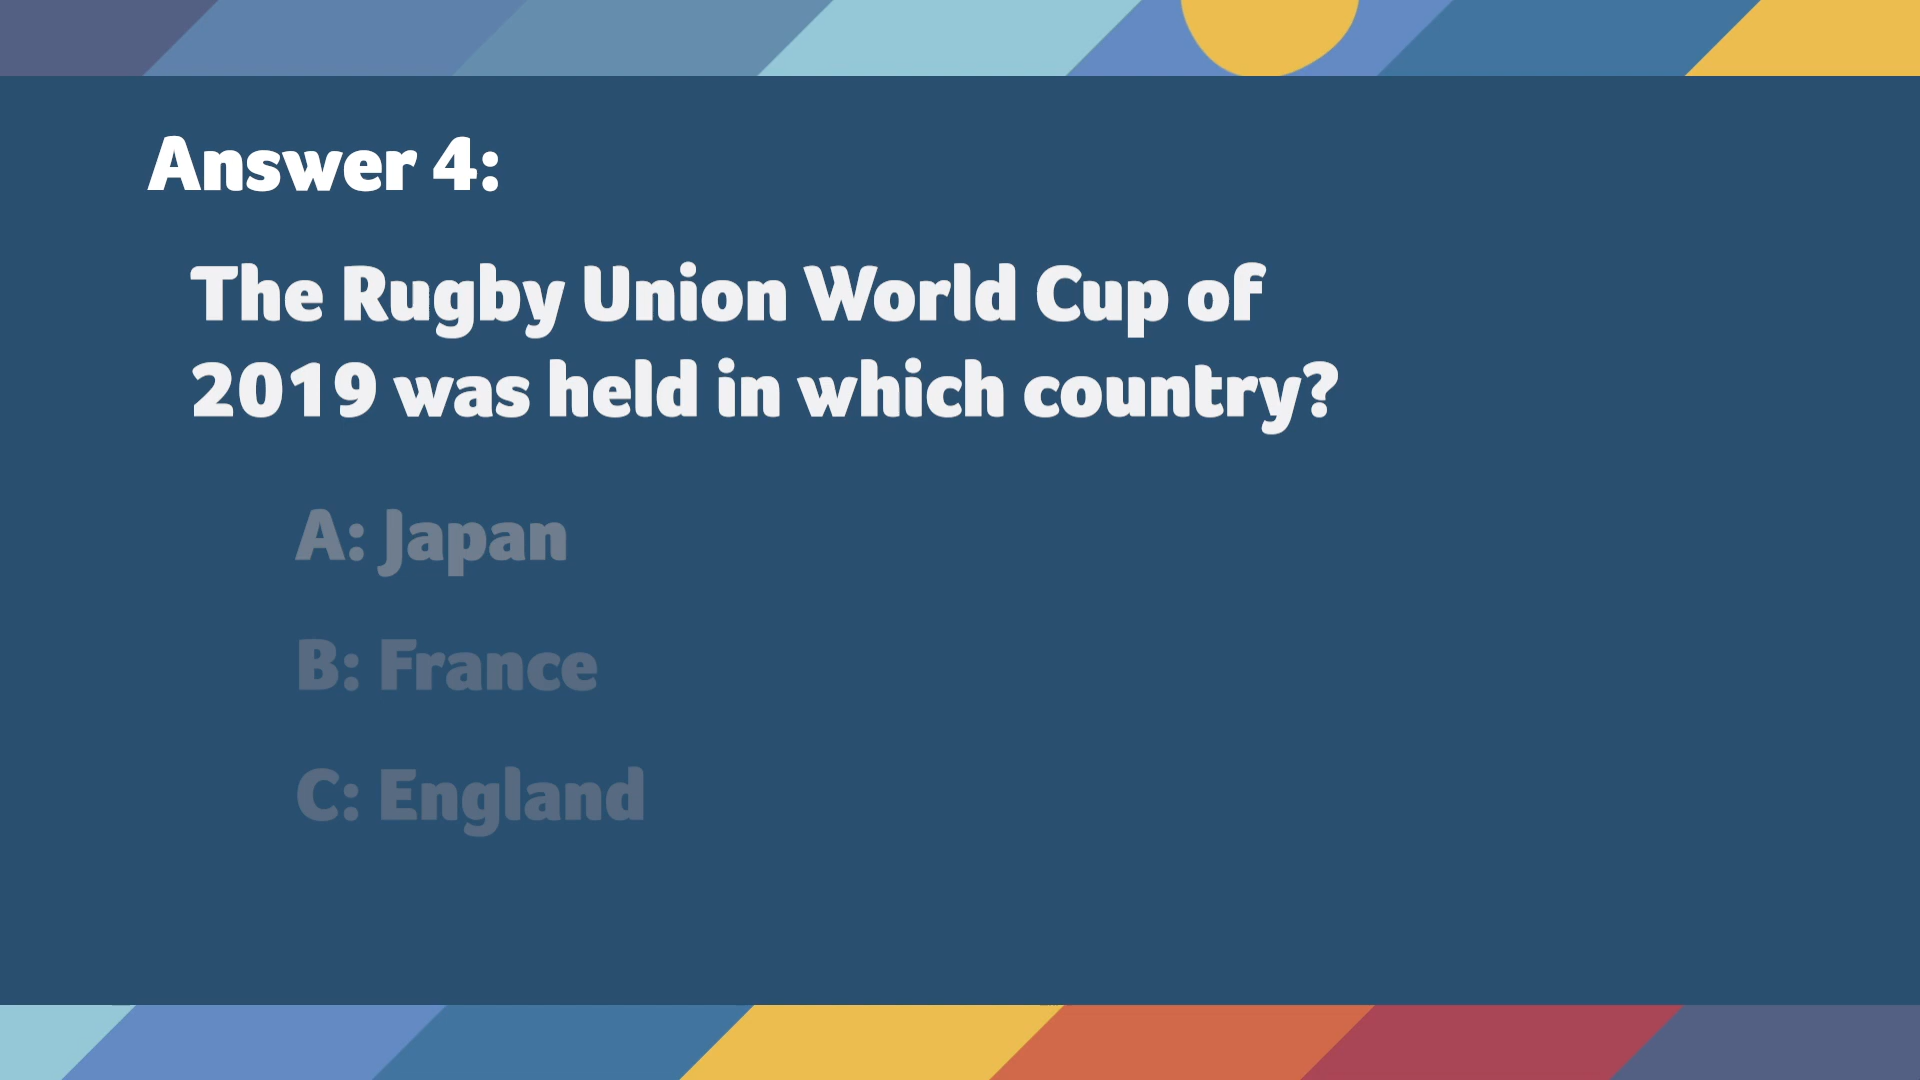 Answer 4:
The Rugby Union World Cup of
2019 was held in which country?
A: Japan
B: France
C: England